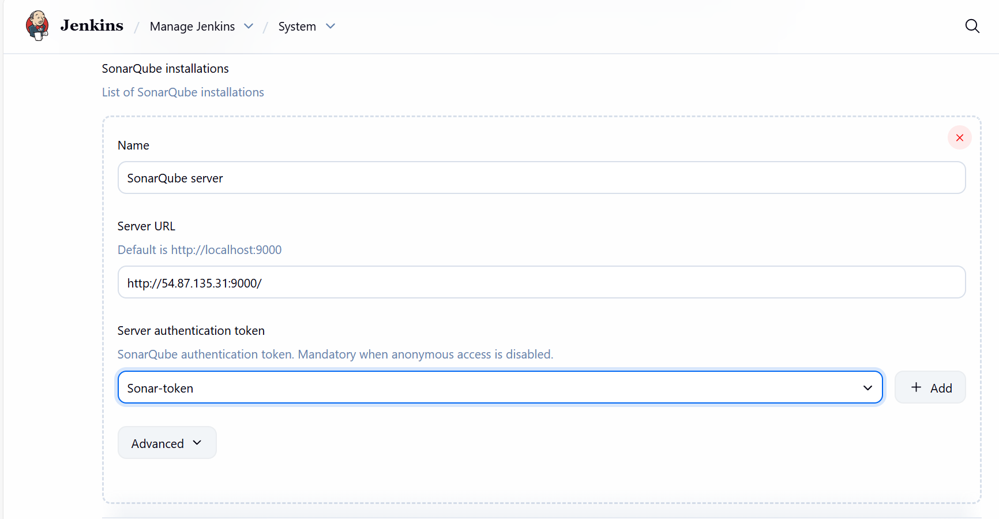 Jenkins / Manage Jenkins / System
SonarQube installations
List of SonarQube installations
Name
SonarQube server
Server URL
Default is http://localhost:9000
http://54.87.135.31:9000/
Server authentication token
SonarQube authentication token. Mandatory when anonymous access is disabled.
Sonar-token
+ Add
Advanced